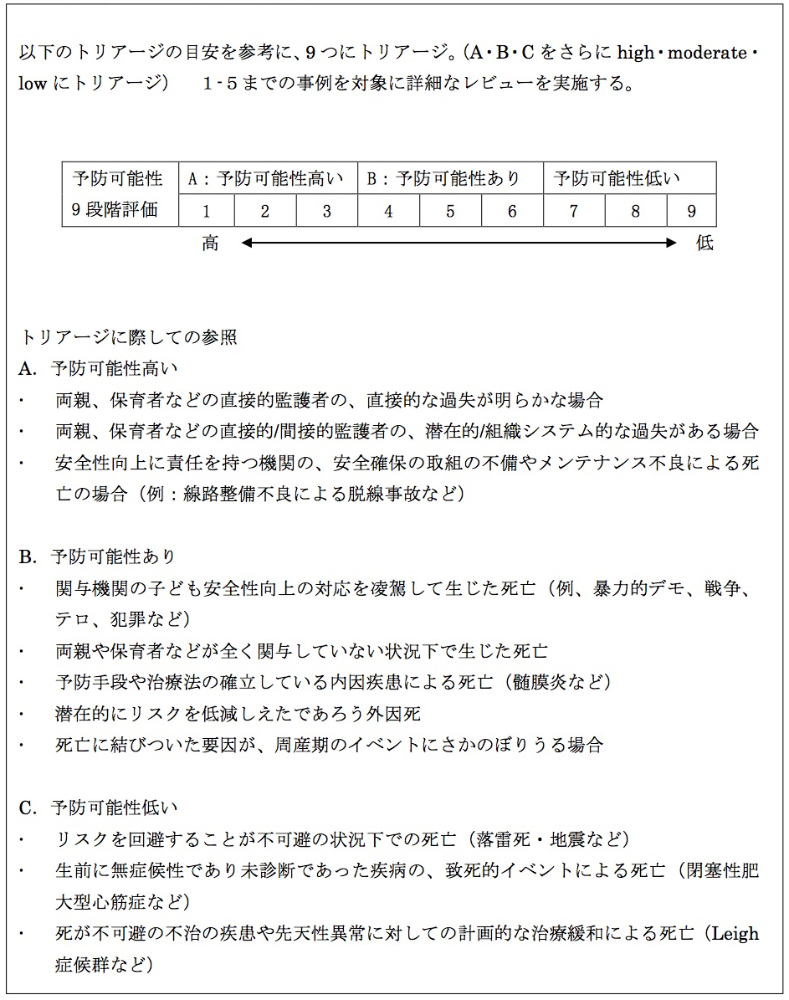 以下のトリアージの目安を参考に、9 つにトリアージ。（A・B・C をさらに high・moderate・
low にトリアージ）　１-５までの事例を対象に詳細なレビューを実施する。
予防可能性 A：予防可能性高い B：予防可能性あり 予防可能性低い
9 段階評価 1 2 3 4 5 6 7 8 9
高 低
トリアージに際しての参照
A. 予防可能性高い
・ 両親、保育者などの直接的監護者の、直接的な過失が明らかな場合
・ 両親、保育者などの直接的/間接的監護者の、潜在的/組織システム的な過失がある場合
・ 安全性向上に責任を持つ機関の、安全確保の取組の不備やメンテナンス不良による死
亡の場合（例：線路整備不良による脱線事故など）
B. 予防可能性あり
・ 関与機関の子ども安全性向上の対応を凌駕して生じた死亡（例、暴力的デモ、戦争、
テロ、犯罪など）
・ 両親や保育者などが全く関与していない状況下で生じた死亡
・ 予防手段や治療法の確立している内因疾患による死亡（髄膜炎など）
・ 潜在的にリスクを低減しえたであろう外因死
・ 死亡に結びついた要因が、周産期のイベントにさかのぼりうる場合
C. 予防可能性低い
・ リスクを回避することが不可避の状況下での死亡（落雷死・地震など）
・ 生前に無症候性であり未診断であった疾病の、致死的イベントによる死亡（閉塞性肥
大型心筋症など）
・ 死が不可避の不治の疾患や先天性異常に対しての計画的な治療緩和による死亡（Leigh
症候群など）